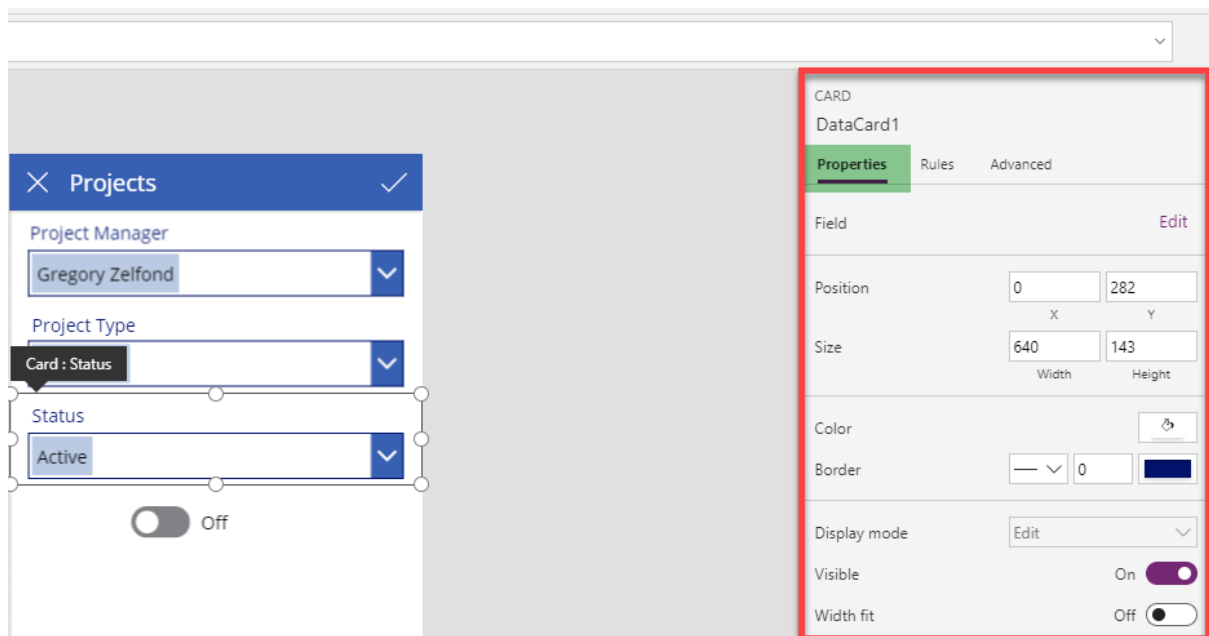 Projects
Project Manager
Gregory Zelfond
Project Type
Card : Status
Status
Active
Off
CARD
DataCard1
Properties Rules Advanced
Field Edit
Position 0 282
X Y
Size 640 143
Width Height
Color
Border 0
Display mode Edit
Visible On
Width fit Off